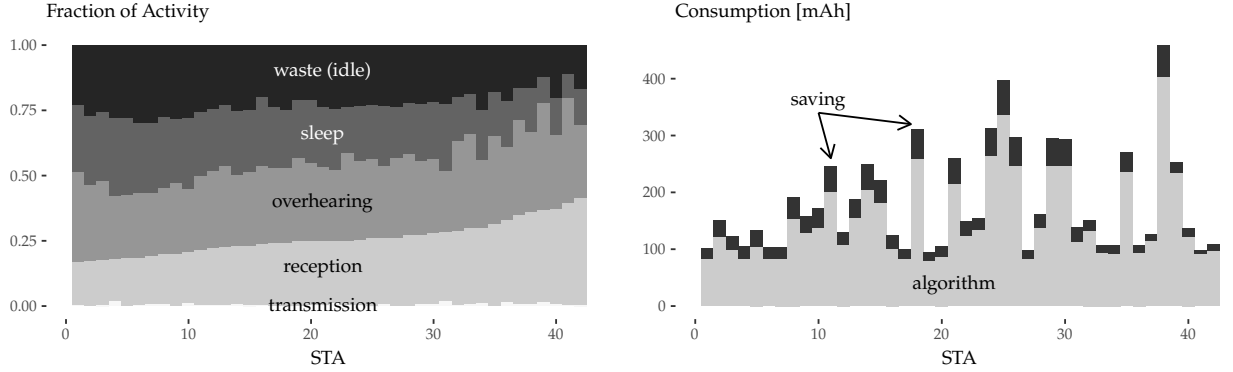 Fraction of Activity
1.00
0.75
0.50
0.25
0.00
waste (idle)
sleep
overhearing
reception
transmission
0
10
20
30
40
STA
Consumption [mAh]
400
300
200
100
0
saving
algorithm
0
10
20
30
40
STA